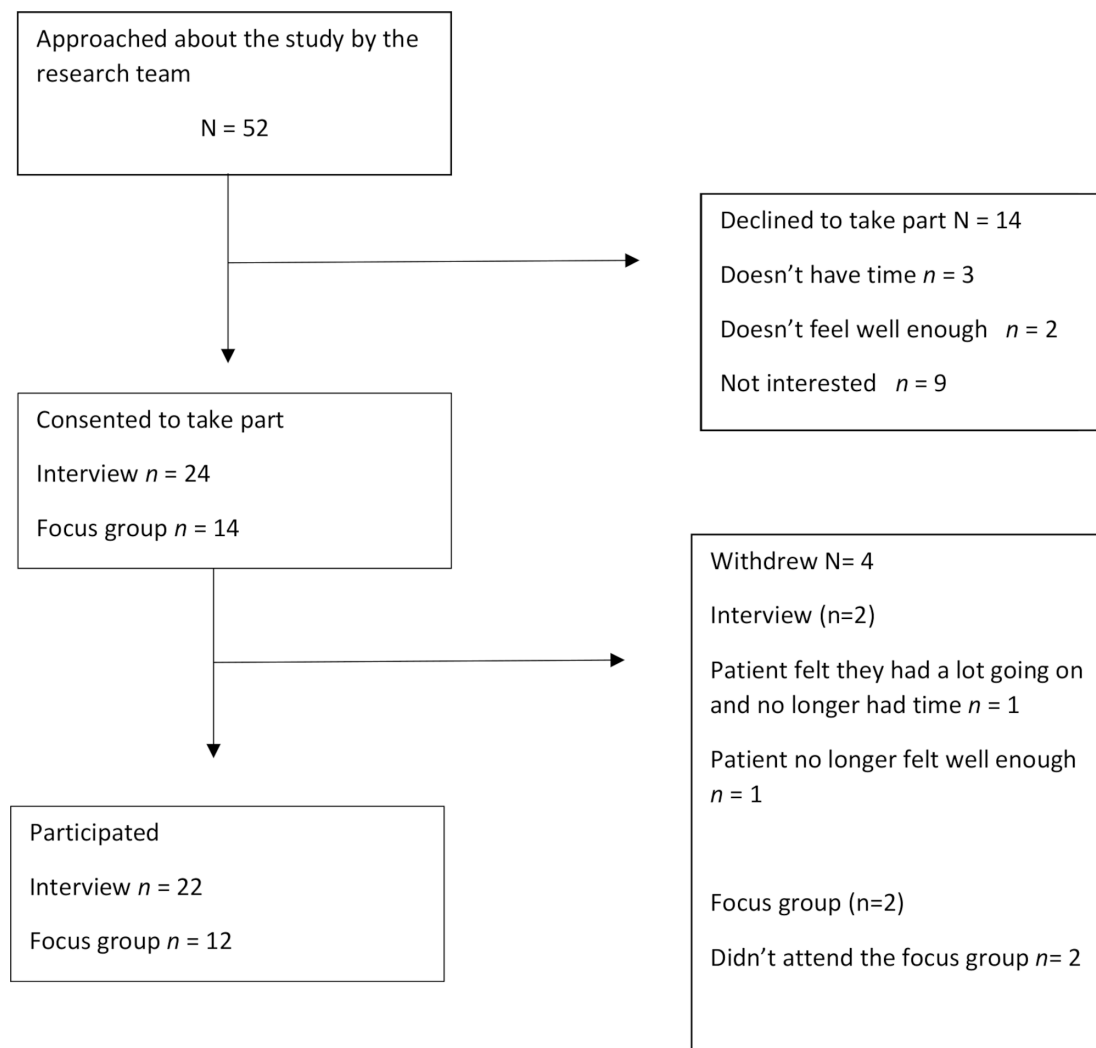 Approached about the study by the
research team
N = 52
Declined to take part N = 14
Doesn’t have time n = 3
Doesn’t feel well enough n = 2
Not interested n = 9
Consented to take part
Interview n = 24
Focus group n = 14
Withdrew N= 4
Interview (n=2)
Patient felt they had a lot going on
and no longer had time n = 1
Patient no longer felt well enough
n = 1
Focus group (n=2)
Didn’t attend the focus group n= 2
Participated
Interview n = 22
Focus group n = 12